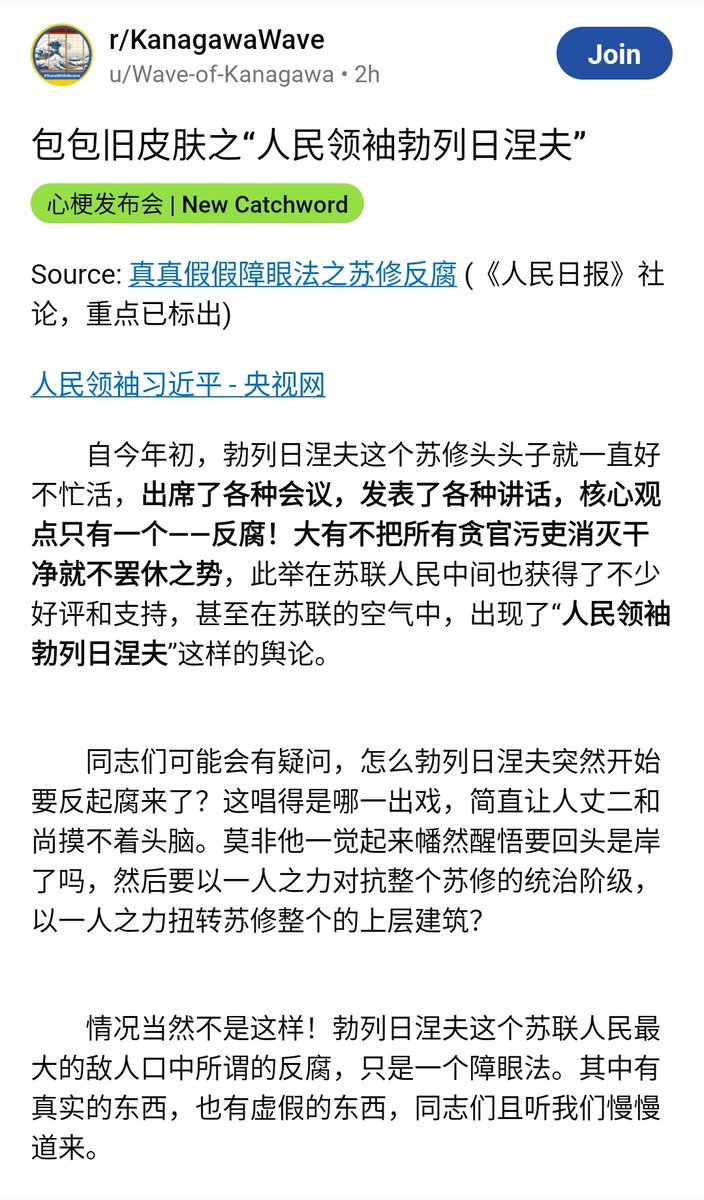 r/KanagawaWave
u/Wave-of-Kanagawa • 2h
Join
包包旧皮肤之“人民领袖勃列日涅夫”
心梗发布会 | New Catchword
Source: 真真假假障眼法之苏修反腐 (《人民日报》社
论，重点已标出)
人民领袖习近平 - 央视网
自今年初，勃列日涅夫这个苏修头头子就一直好
不忙活，出席了各种会议，发表了各种讲话，核心观
点只有一个——反腐！大有不把所有贪官污吏消灭干
净就不罢休之势，此举在苏联人民中间也获得了不少
好评和支持，甚至在苏联的空气中，出现了“人民领袖
勃列日涅夫”这样的舆论。
同志们可能会有疑问，怎么勃列日涅夫突然开始
要反起腐来了？这唱得是哪一出戏，简直让人丈二和
尚摸不着头脑。莫非他一觉起来幡然醒悟要回头是岸
了吗，然后要以一人之力对抗整个苏修的统治阶级，
以一人之力扭转苏修整个的上层建筑？
情况当然不是这样！勃列日涅夫这个苏联人民最
大的敌人口中所谓的反腐，只是一个障眼法。其中有
真实的东西，也有虚假的东西，同志们且听我们慢慢
道来。